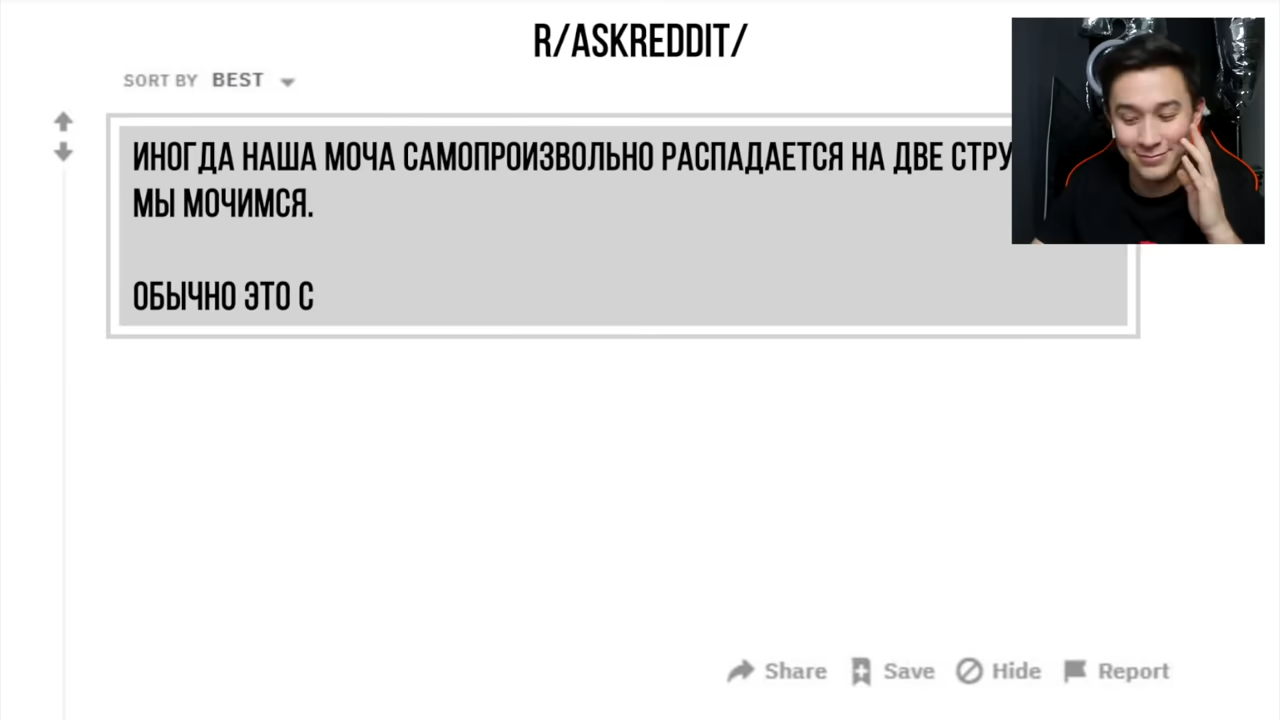 R/ASKREDDIT/
SORT BY BEST
ИНОГДА НАША МОЧА САМОПРОИЗВОЛЬНО РАСПАДАЕТСЯ НА ДВЕ
МЫ МОЧИМСЯ.
ОБЫЧНО ЭТО С
Share Save Hide Report